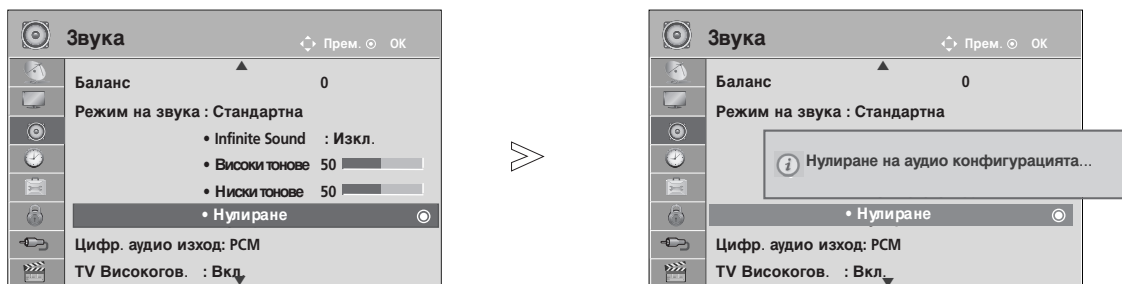 Звука
Прем. OK
Баланс 0
Режим на звука : Стандартна
• Infinite Sound : Изкл.
• Високи тонове 50
• Ниски тонове 50
• Нулиране
Цифр. аудио изход: PCM
TV Високогов. : Вкл.
Звука
Прем. OK
Баланс 0
Режим на звука : Стандартна
i Нулиране на аудио конфигурацията...
• Нулиране
Цифр. аудио изход: PCM
TV Високогов. : Вкл.